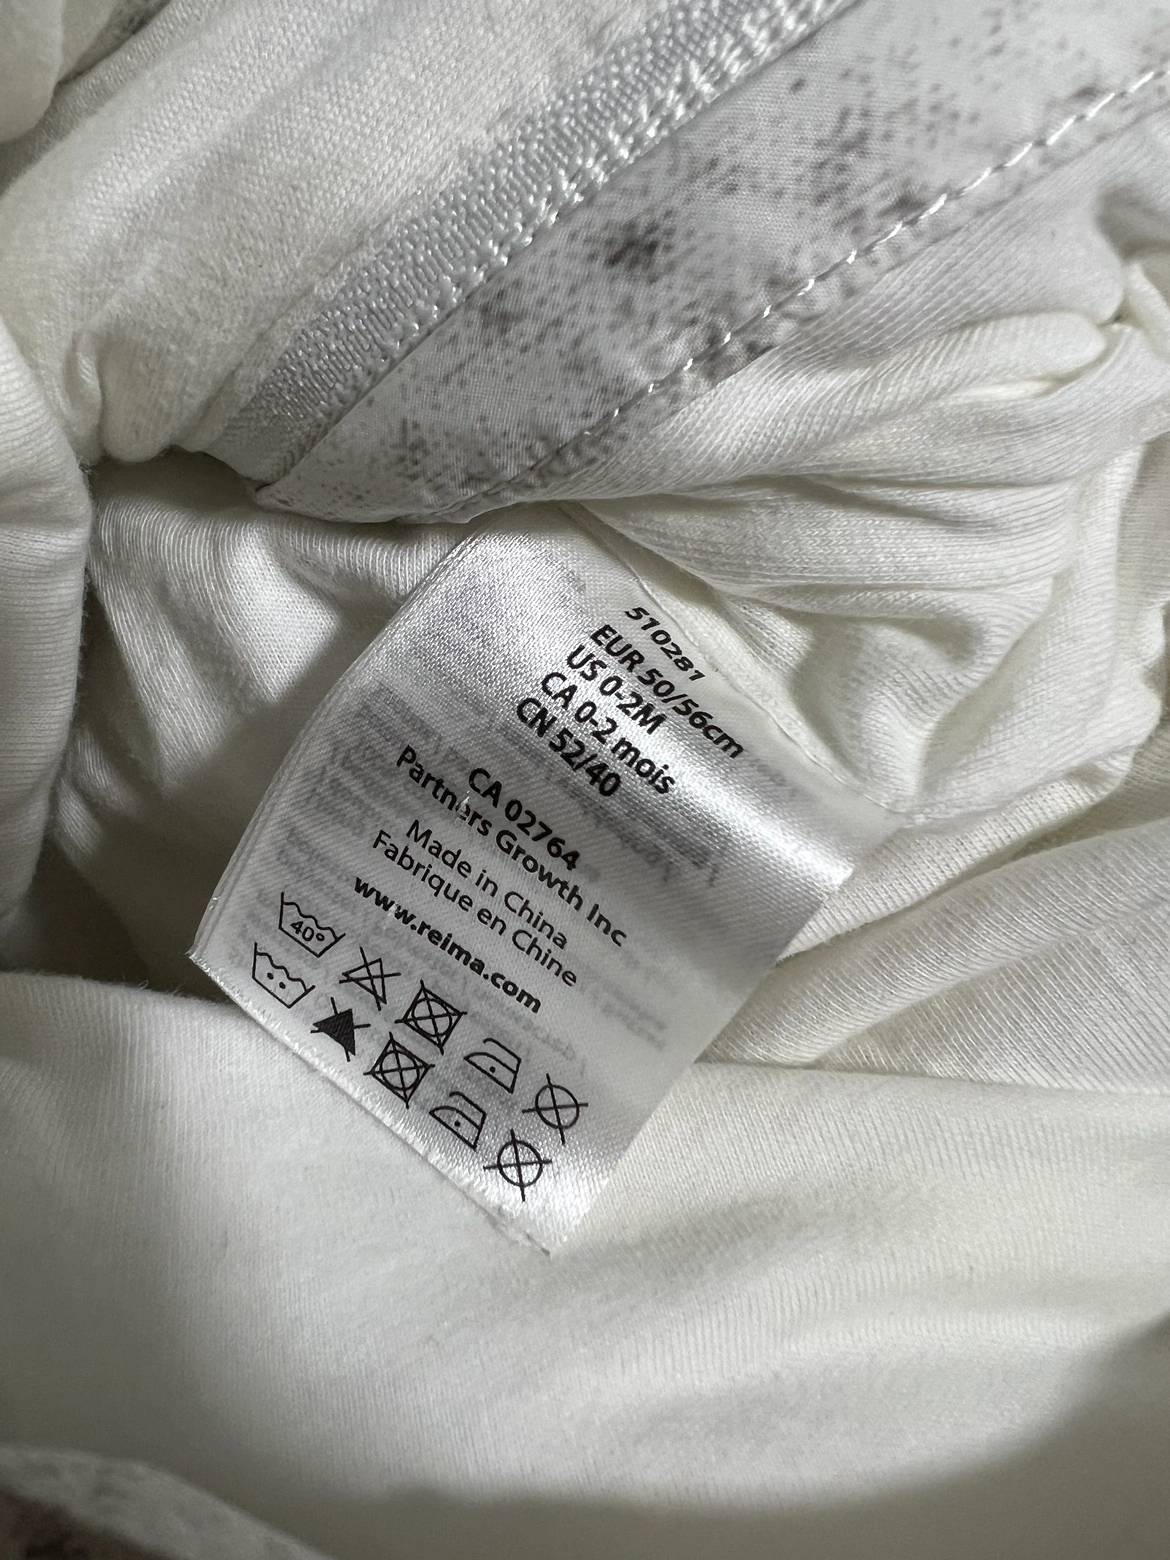 510281
EUR 50/56cm
US 0-2M
CA 0-2 mois
CN 52/40
CA 02764
Partners Growth Inc
Made in China
Fabrique en Chine
www.reima.com
40°